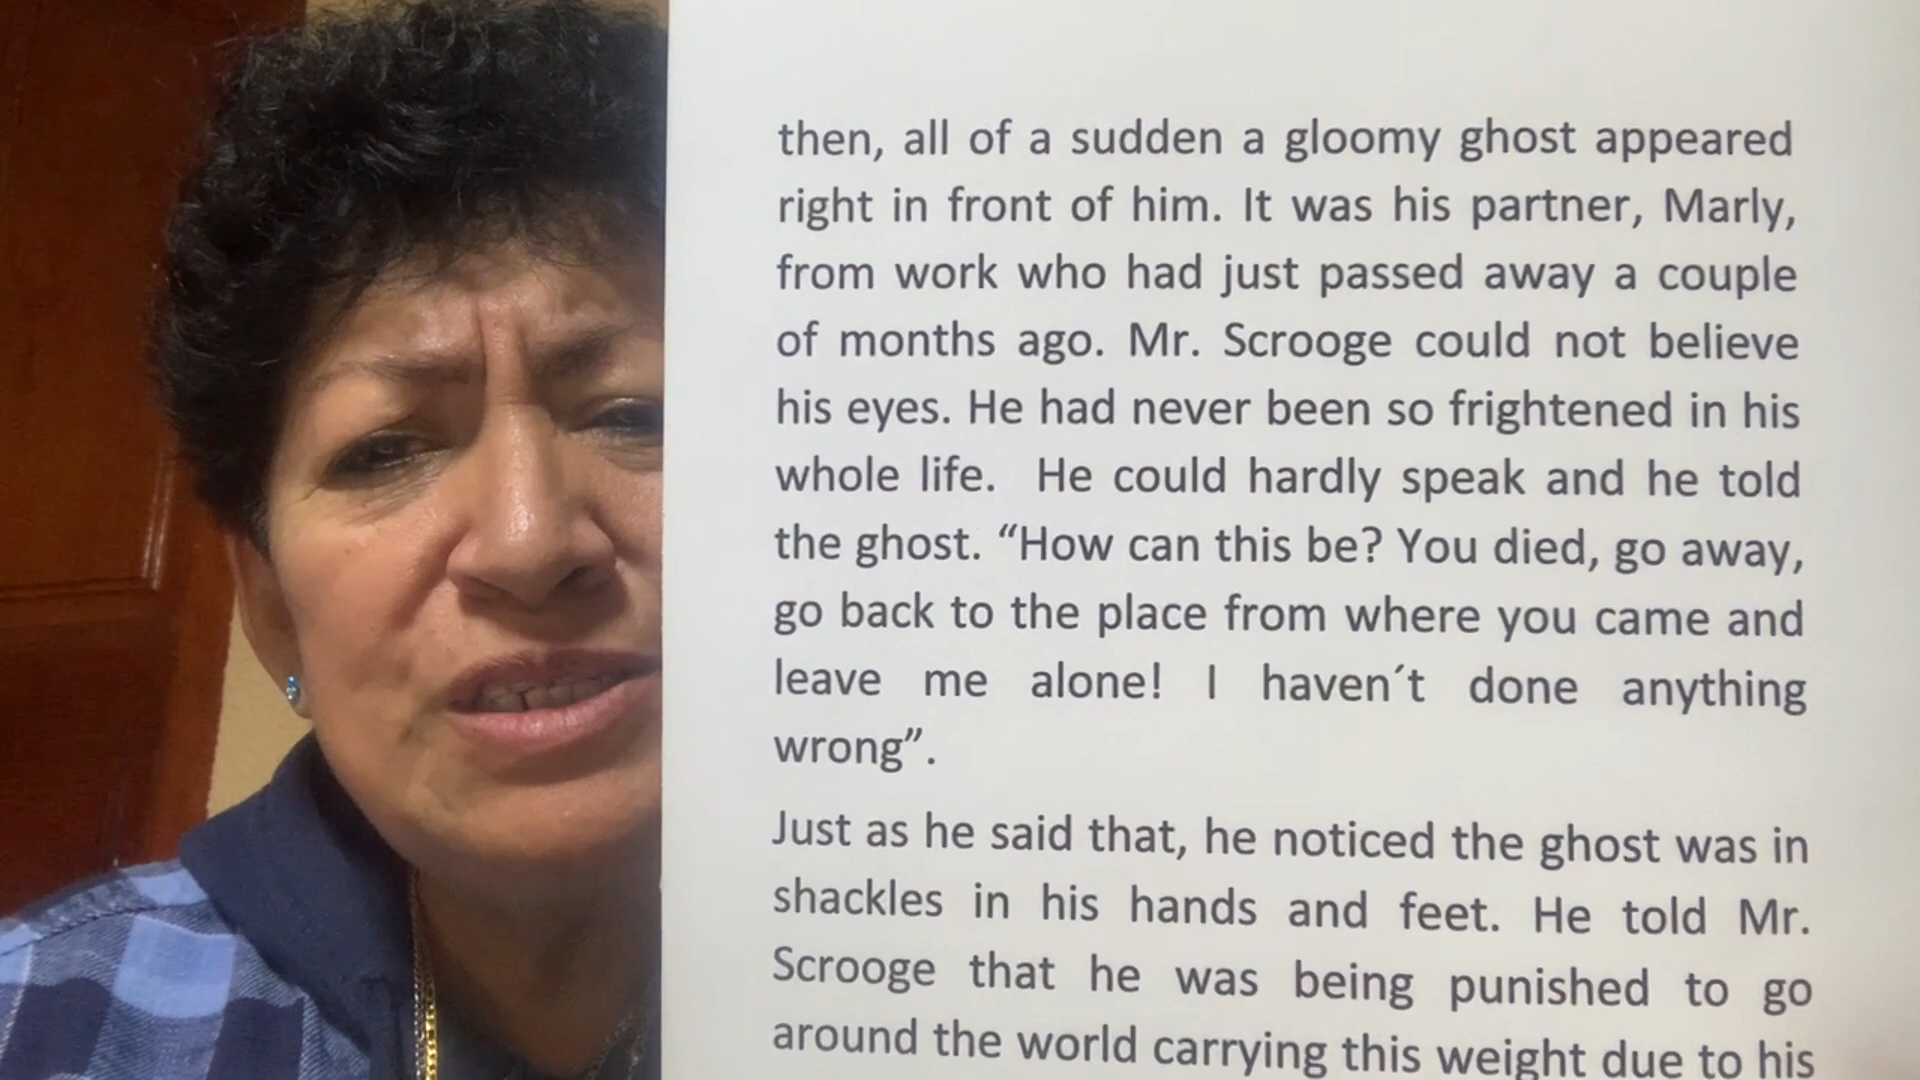 then, all of a sudden a gloomy ghost appeared
right in front of him. It was his partner, Marly,
from work who had just passed away a couple
of months ago. Mr. Scrooge could not believe
his eyes. He had never been so frightened in his
whole life. He could hardly speak and he told
the ghost. “How can this be? You died, go away,
go back to the place from where you came and
leave me alone! I haven´t done anything
wrong”.
Just as he said that, he noticed the ghost was in
shackles in his hands and feet. He told Mr.
Scrooge that he was being punished to go
around the world carrying this weight due to his